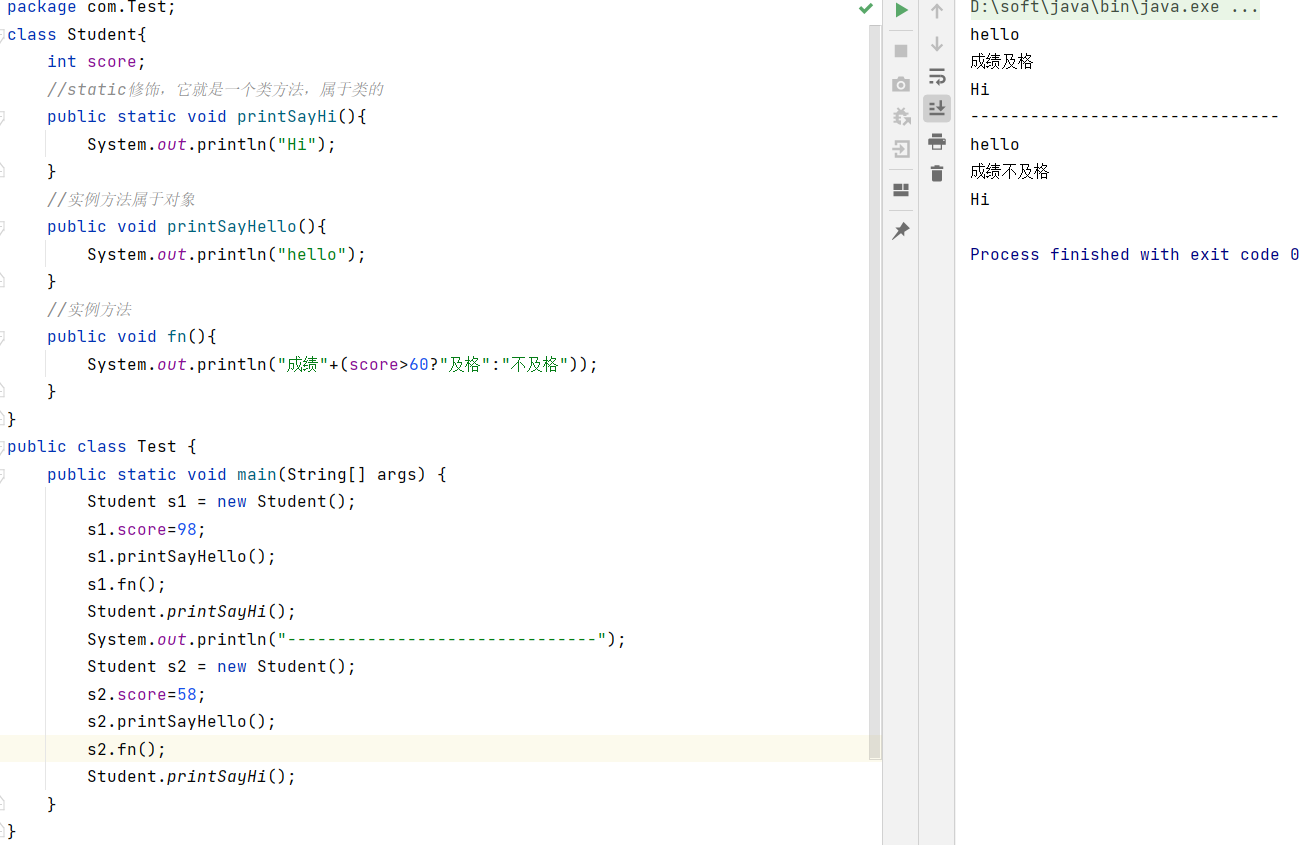 package com.Test;
class Student{
    int score;
    //static修饰，它就是一个类方法，属于类的
    public static void printSayHi(){
        System.out.println("Hi");
    }
    //实例方法属于对象
    public void printSayHello(){
        System.out.println("hello");
    }
    //实例方法
    public void fn(){
        System.out.println("成绩"+(score>60?"及格":"不及格"));
    }
}
public class Test {
    public static void main(String[] args) {
        Student s1 = new Student();
        s1.score=98;
        s1.printSayHello();
        s1.fn();
        Student.printSayHi();
        System.out.println("-------------------------------");
        Student s2 = new Student();
        s2.score=58;
        s2.printSayHello();
        s2.fn();
        Student.printSayHi();
    }
}
D:\soft\java\bin\java.exe ...
hello
成绩及格
Hi
-------------------------------
hello
成绩不及格
Hi
Process finished with exit code 0